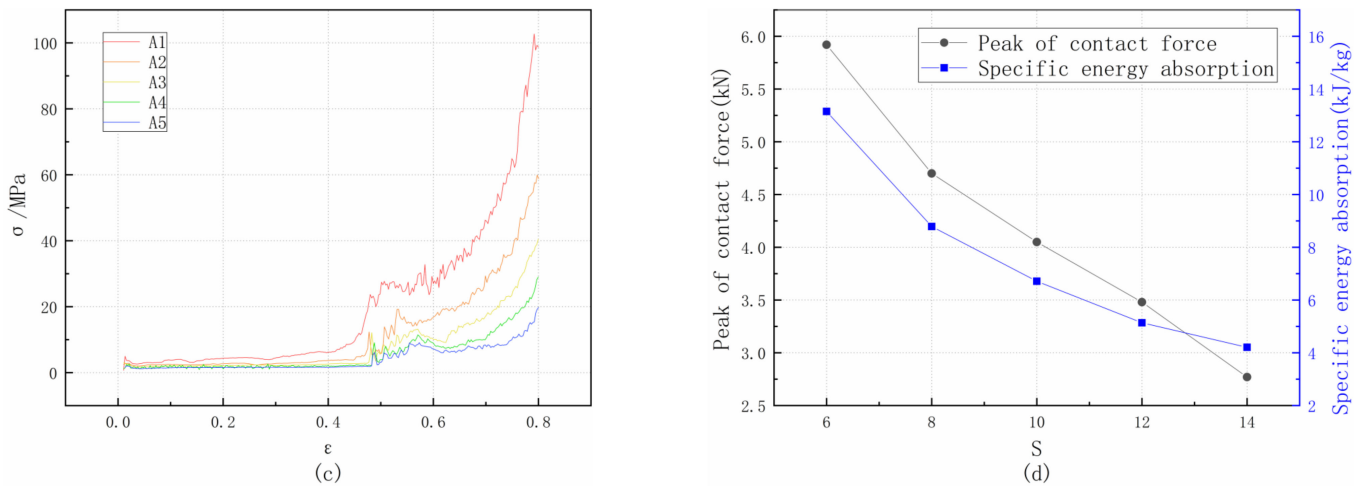 100
80
60
40
20
0
σ /MPa
A1
A2
A3
A4
A5
0.0
0.2
0.4
0.6
0.8
ε
(c)
6.0
5.5
5.0
4.5
4.0
3.5
3.0
2.5
Peak of contact force(kN)
Peak of contact force
Specific energy absorption
16
14
12
10
8
6
4
2
Specific energy absorption(kJ/kg)
6
8
10
12
14
S
(d)